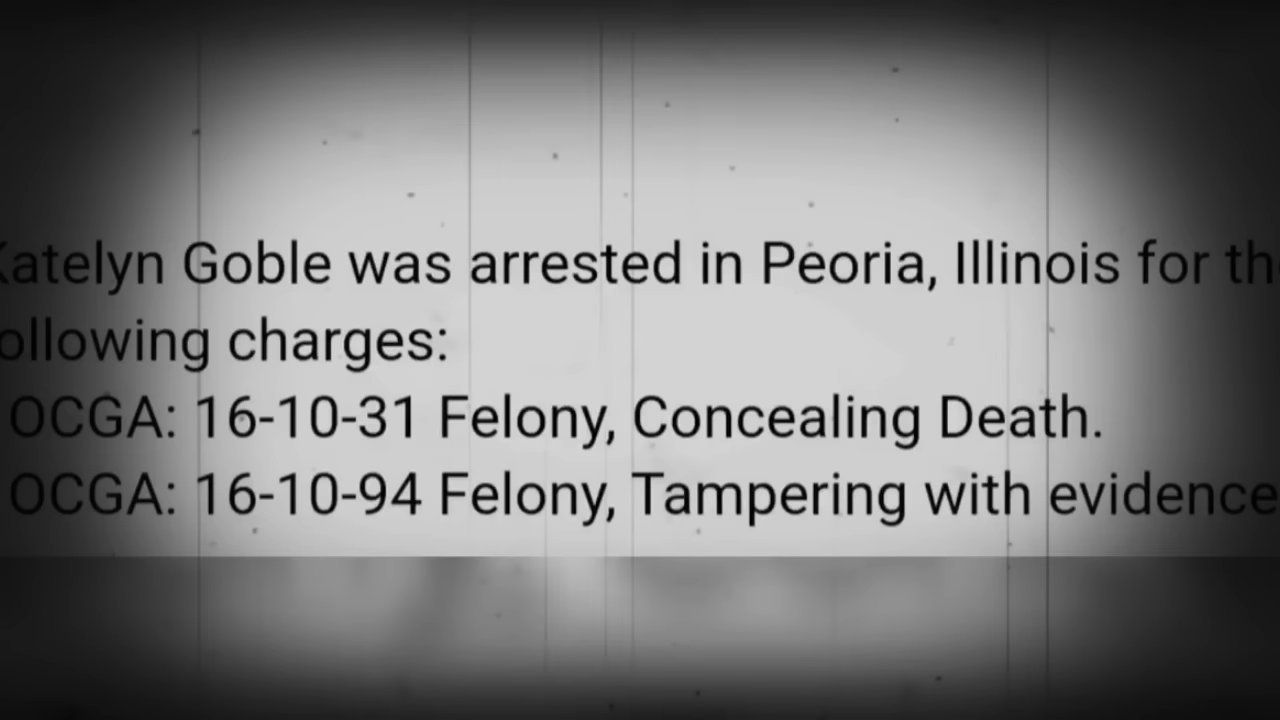 Katelyn Goble was arrested in Peoria, Illinois for th
ollowing charges:
OCGA: 16-10-31 Felony, Concealing Death.
OCGA: 16-10-94 Felony, Tampering with evidence